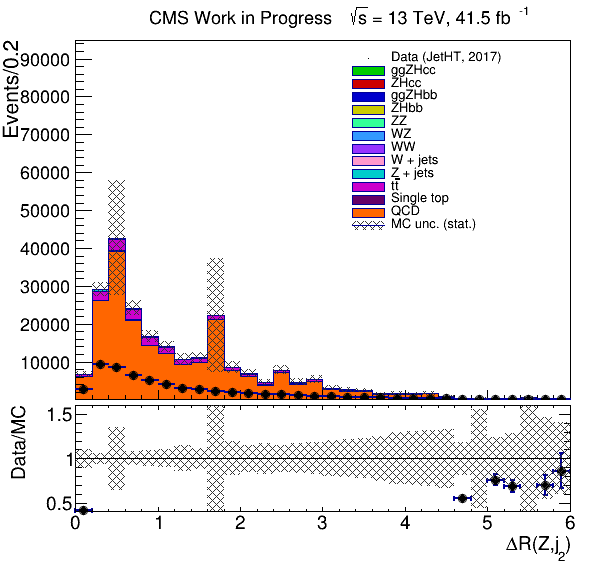 CMS Work in Progress √s = 13 TeV, 41.5 fb⁻¹
Events/0.2
90000
80000
70000
60000
50000
40000
30000
20000
10000
Data (JetHT, 2017)
ggZHcc
ZHcc
ggZHbb
ZHbb
ZZ
WZ
WW
W + jets
Z + jets
tt̄
Single top
QCD
MC unc. (stat.)
Data/MC
1.5
1
0.5
0 1 2 3 4 5 6
ΔR(Z,j₂)